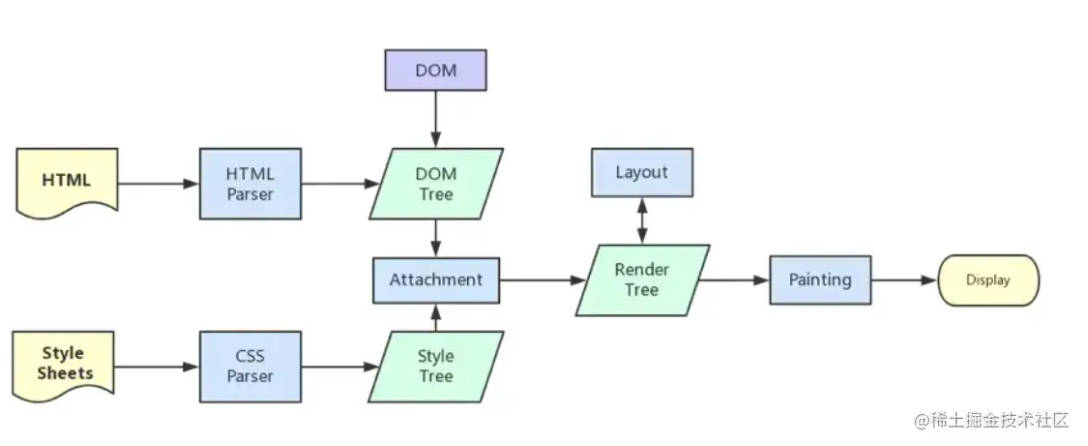 DOM
HTML
HTML
Parser
DOM
Tree
Layout
Attachment
Render
Tree
Painting
Display
Style
Sheets
CSS
Parser
Style
Tree
@稀土掘金技术社区